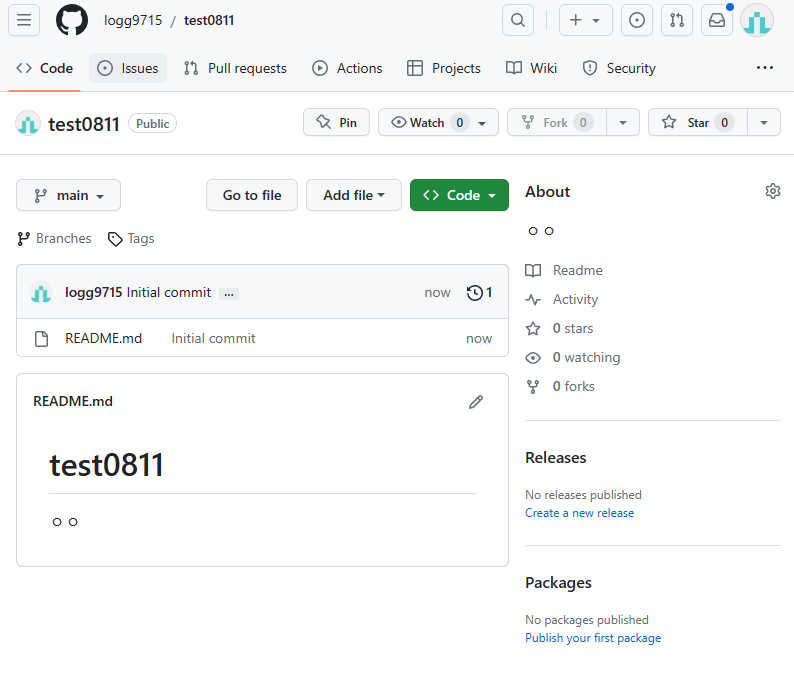 logg9715 / test0811
Code Issues Pull requests Actions Projects Wiki Security ...
test0811 Public Pin Watch 0 Fork 0 Star 0
main Go to file Add file Code
Branches Tags
logg9715 Initial commit ... now 1
README.md Initial commit now
README.md
test0811
ㅇㅇ
About
ㅇㅇ
Readme
Activity
0 stars
0 watching
0 forks
Releases
No releases published
Create a new release
Packages
No packages published
Publish your first package